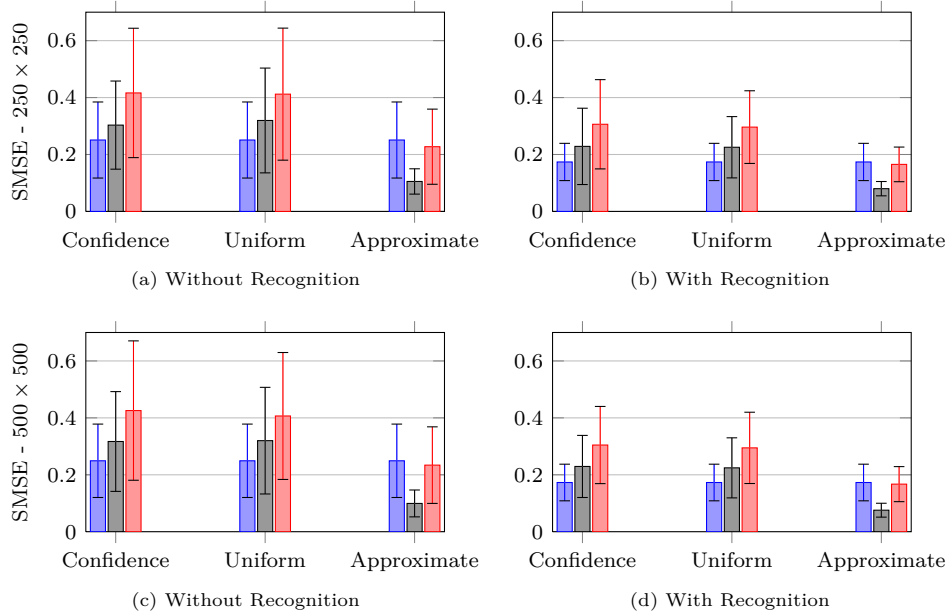 SMSE - 250 × 250
0.6
0.4
0.2
0
Confidence Uniform Approximate
(a) Without Recognition
0.6
0.4
0.2
0
Confidence Uniform Approximate
(b) With Recognition
SMSE - 500 × 500
0.6
0.4
0.2
0
Confidence Uniform Approximate
(c) Without Recognition
0.6
0.4
0.2
0
Confidence Uniform Approximate
(d) With Recognition